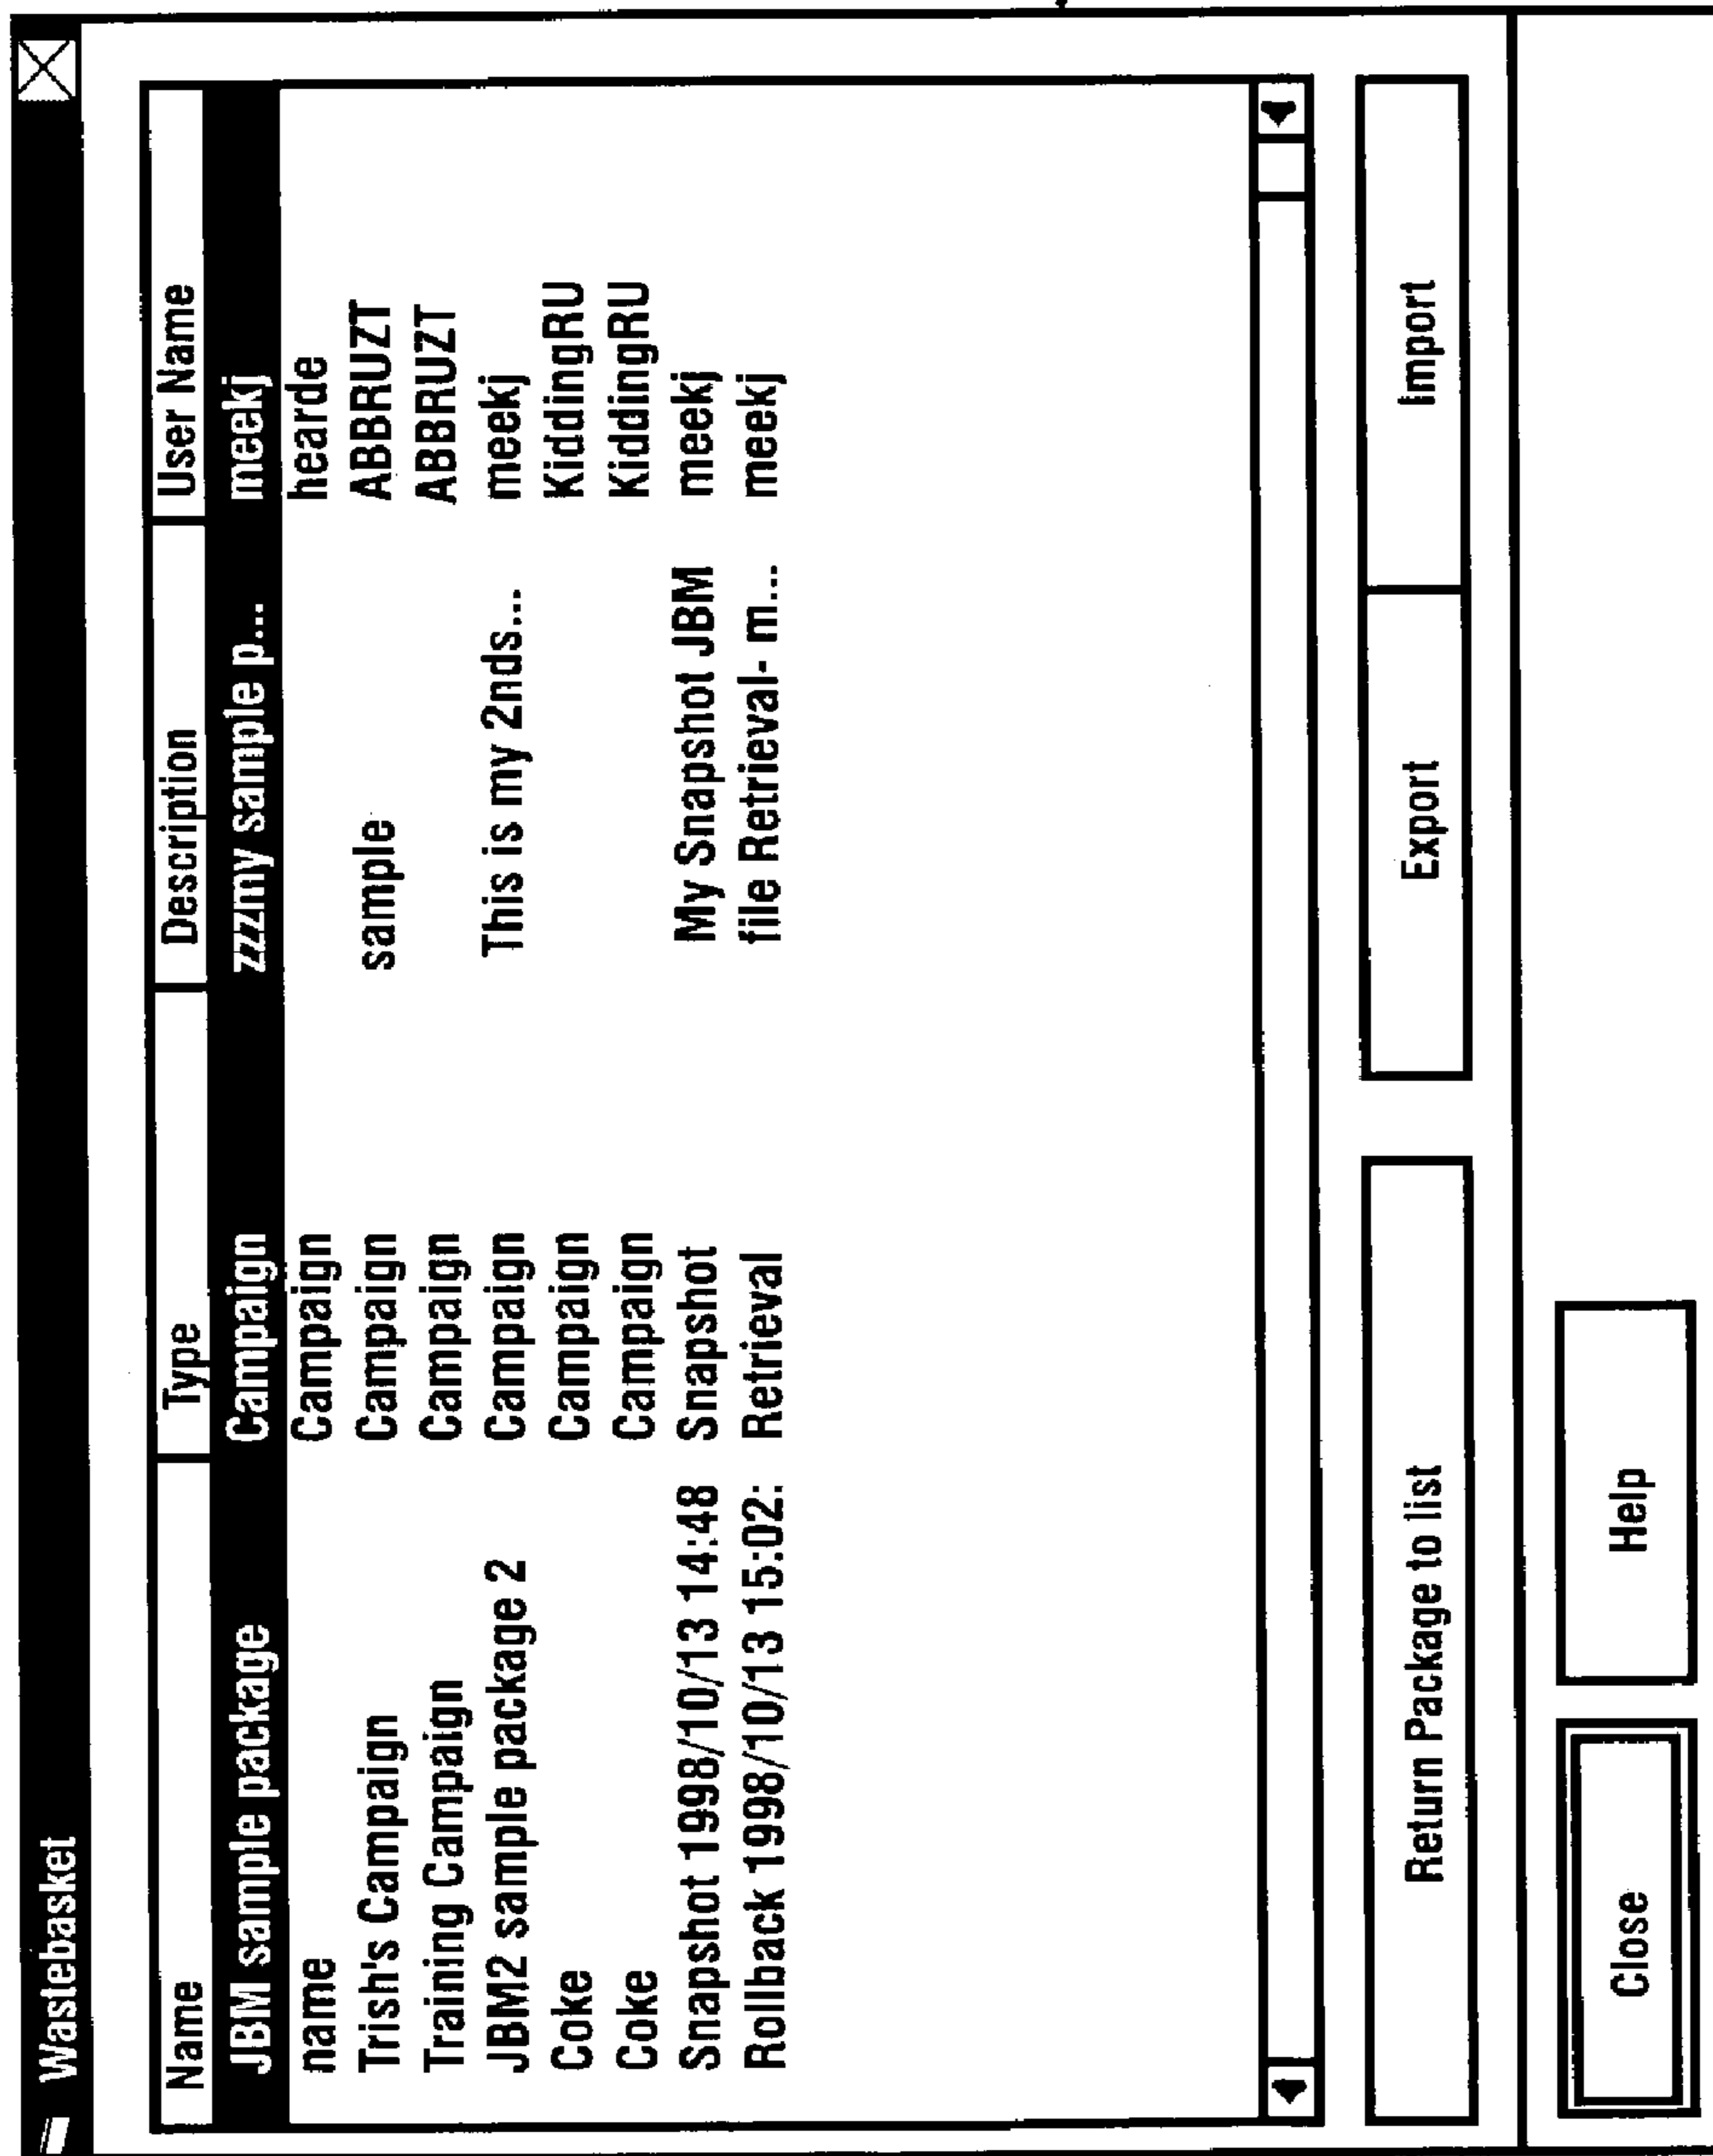 Wastebasket
Name Type Description User Name
JBM sample package Campaign zzzmy sample p... meekj
name Campaign hearde
Trish's Campaign Campaign sample ABBRUZT
Training Campaign Campaign ABBRUZT
JBM2 sample package 2 Campaign This is my 2nds... meekj
Coke Campaign KiddingRU
Coke Campaign KiddingRU
Snapshot 1998/10/13 14:48 Snapshot My Snapshot JBM meekj
Rollback 1998/10/13 15:02: Retrieval file Retrieval- m... meekj
Return Package to list Export Import
Close Help